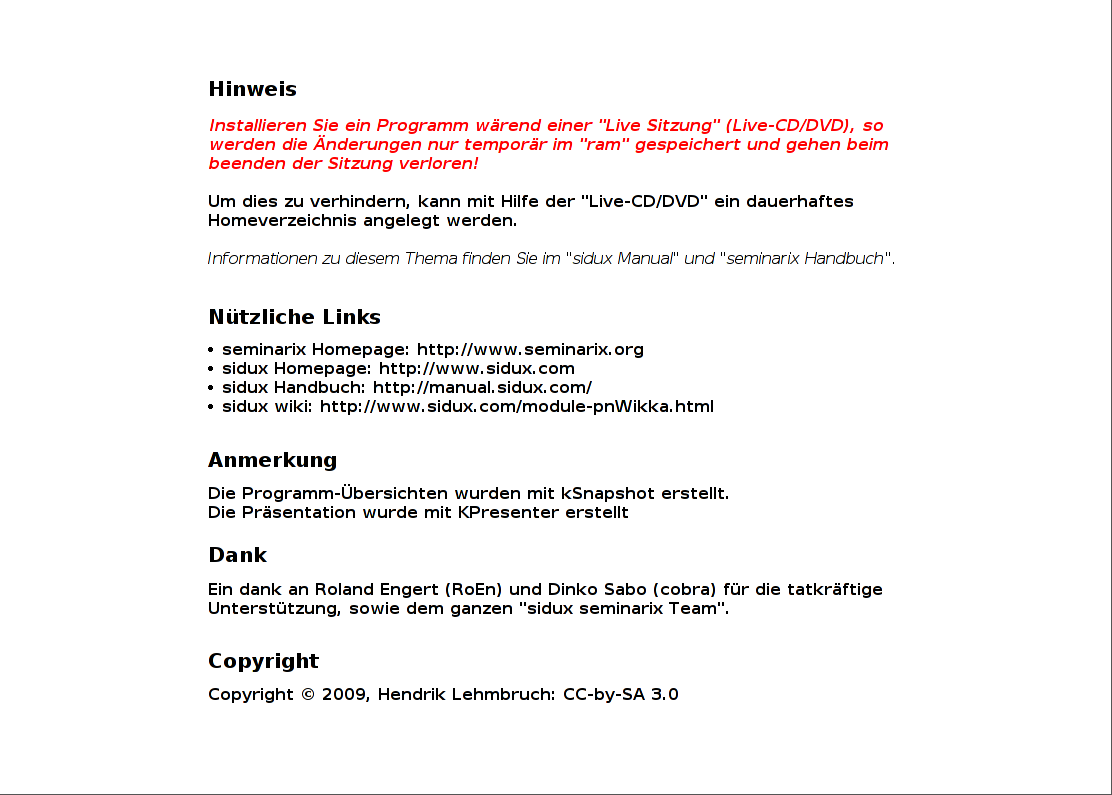 Hinweis
Installieren Sie ein Programm wärend einer "Live Sitzung" (Live-CD/DVD), so
werden die Änderungen nur temporär im "ram" gespeichert und gehen beim
beenden der Sitzung verloren!
Um dies zu verhindern, kann mit Hilfe der "Live-CD/DVD" ein dauerhaftes
Homeverzeichnis angelegt werden.
Informationen zu diesem Thema finden Sie im "sidux Manual" und "seminarix Handbuch".
Nützliche Links
• seminarix Homepage: http://www.seminarix.org
• sidux Homepage: http://www.sidux.com
• sidux Handbuch: http://manual.sidux.com/
• sidux wiki: http://www.sidux.com/module-pnWikka.html
Anmerkung
Die Programm-Übersichten wurden mit kSnapshot erstellt.
Die Präsentation wurde mit KPresenter erstellt
Dank
Ein dank an Roland Engert (RoEn) und Dinko Sabo (cobra) für die tatkräftige
Unterstützung, sowie dem ganzen "sidux seminarix Team".
Copyright
Copyright © 2009, Hendrik Lehmbruch: CC-by-SA 3.0